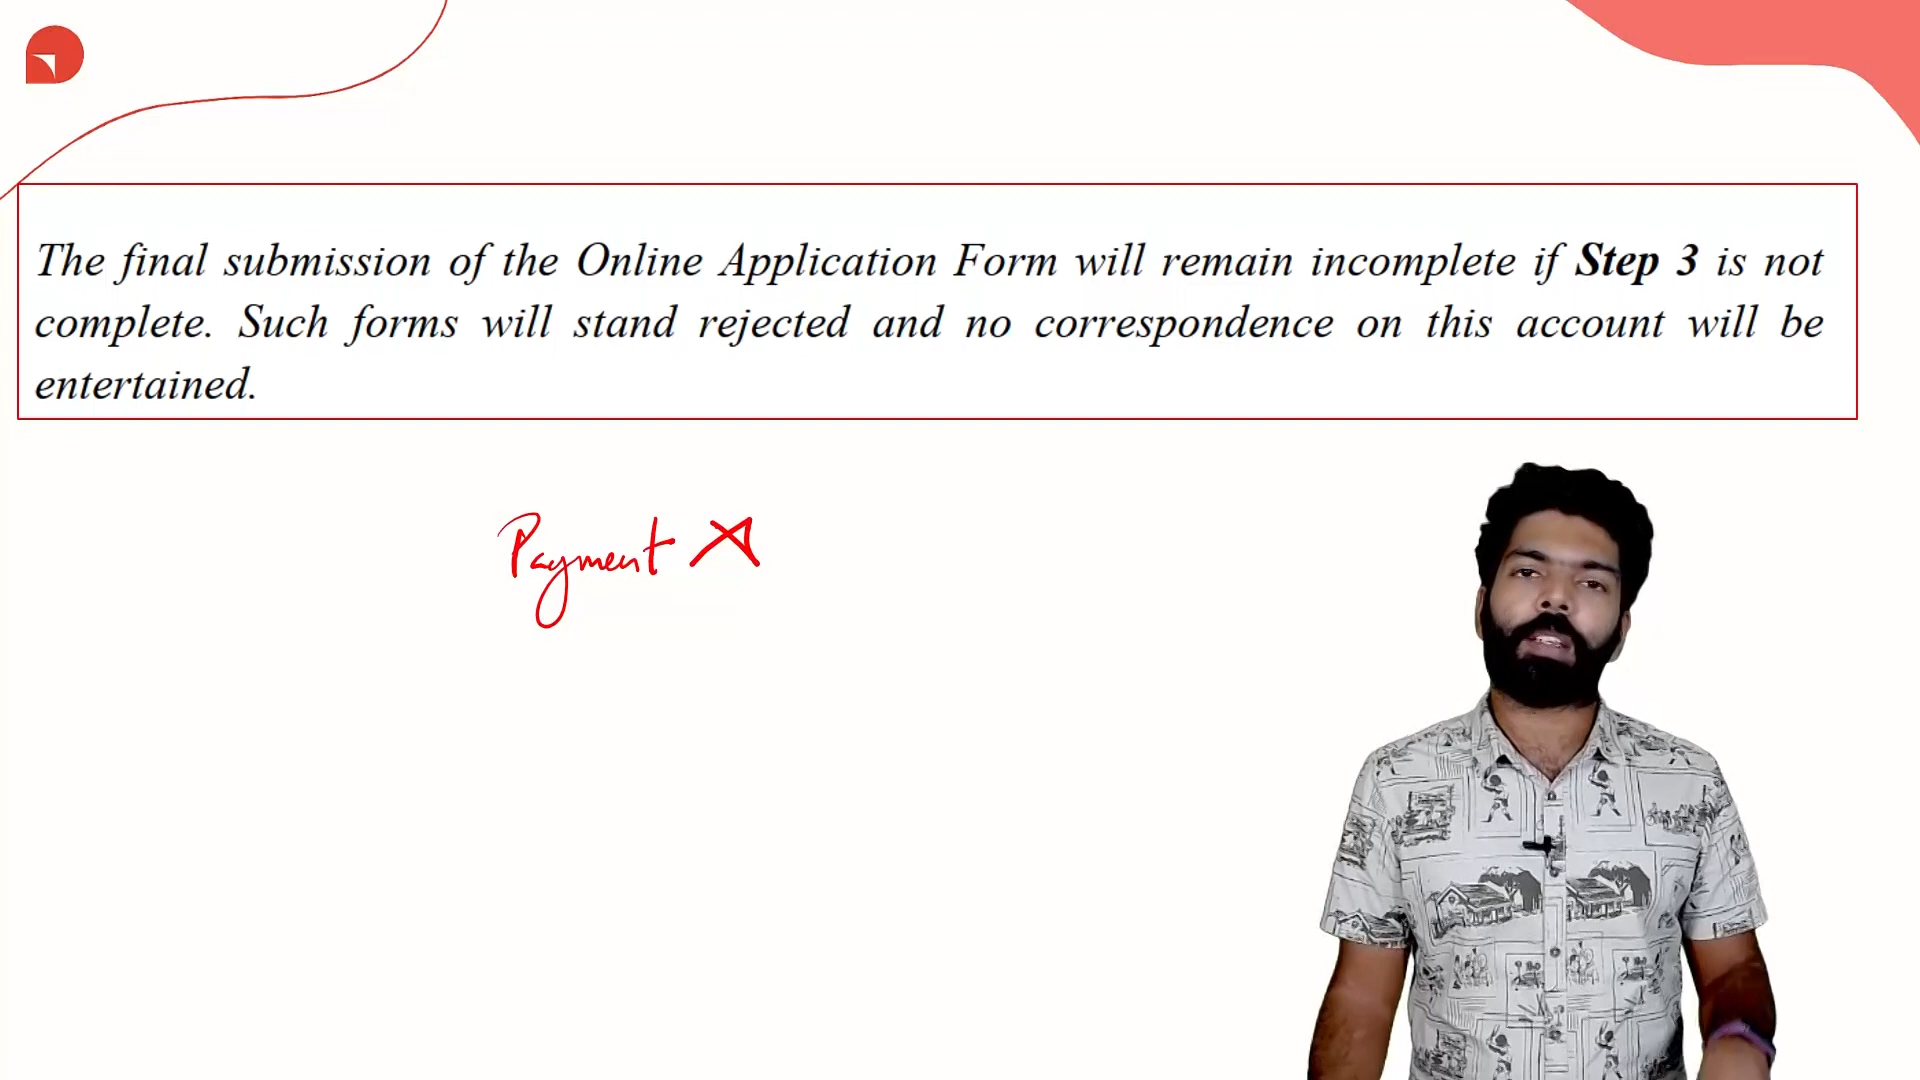 The final submission of the Online Application Form will remain incomplete if Step 3 is not
complete. Such forms will stand rejected and no correspondence on this account will be
entertained.
Payment X